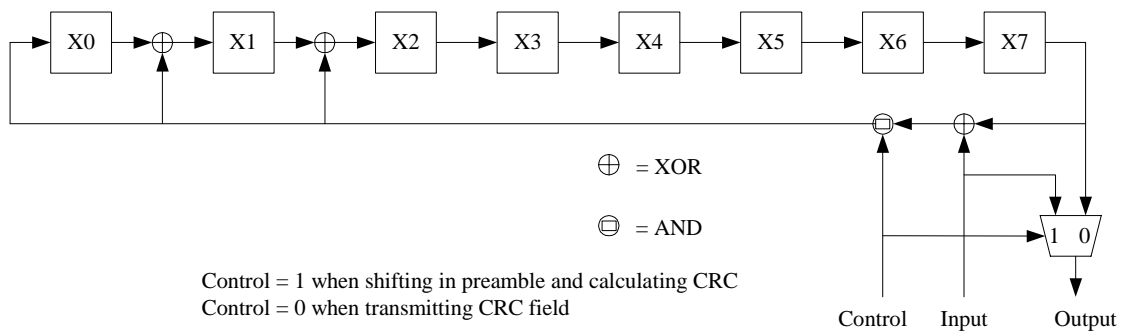 X0 X1 X2 X3 X4 X5 X6 X7
= XOR
= AND
1 0
Control = 1 when shifting in preamble and calculating CRC
Control = 0 when transmitting CRC field
Control Input Output